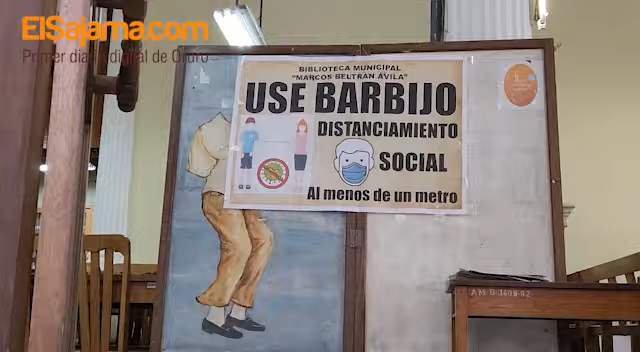 ElSajama.com
Primer diario digital de Oruro
BIBLIOTECA MUNICIPAL
"MARCOS BELTRAN AVILA"
USE BARBIJO
DISTANCIAMIENTO
SOCIAL
Al menos de un metro
AM D 1409-52